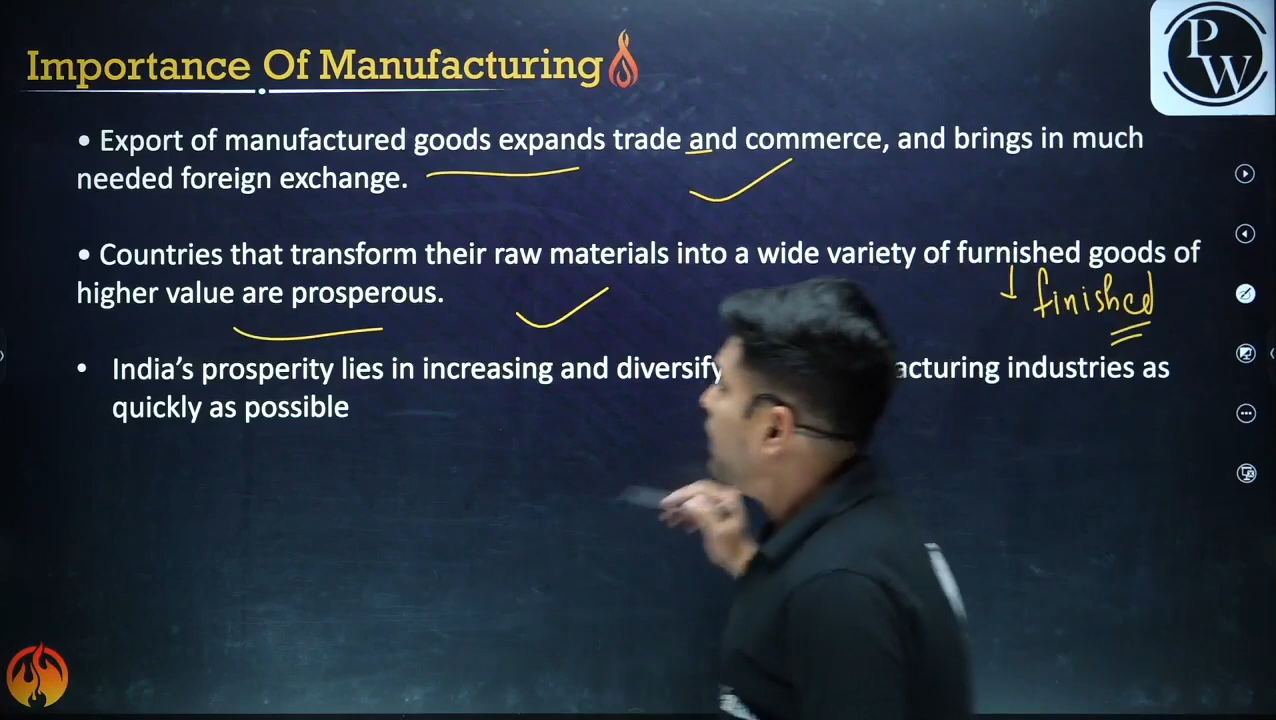 Importance Of Manufacturing
PW
• Export of manufactured goods expands trade and commerce, and brings in much
needed foreign exchange.
• Countries that transform their raw materials into a wide variety of furnished goods of
higher value are prosperous.
finished
• India's prosperity lies in increasing and diversify acturing industries as
quickly as possible